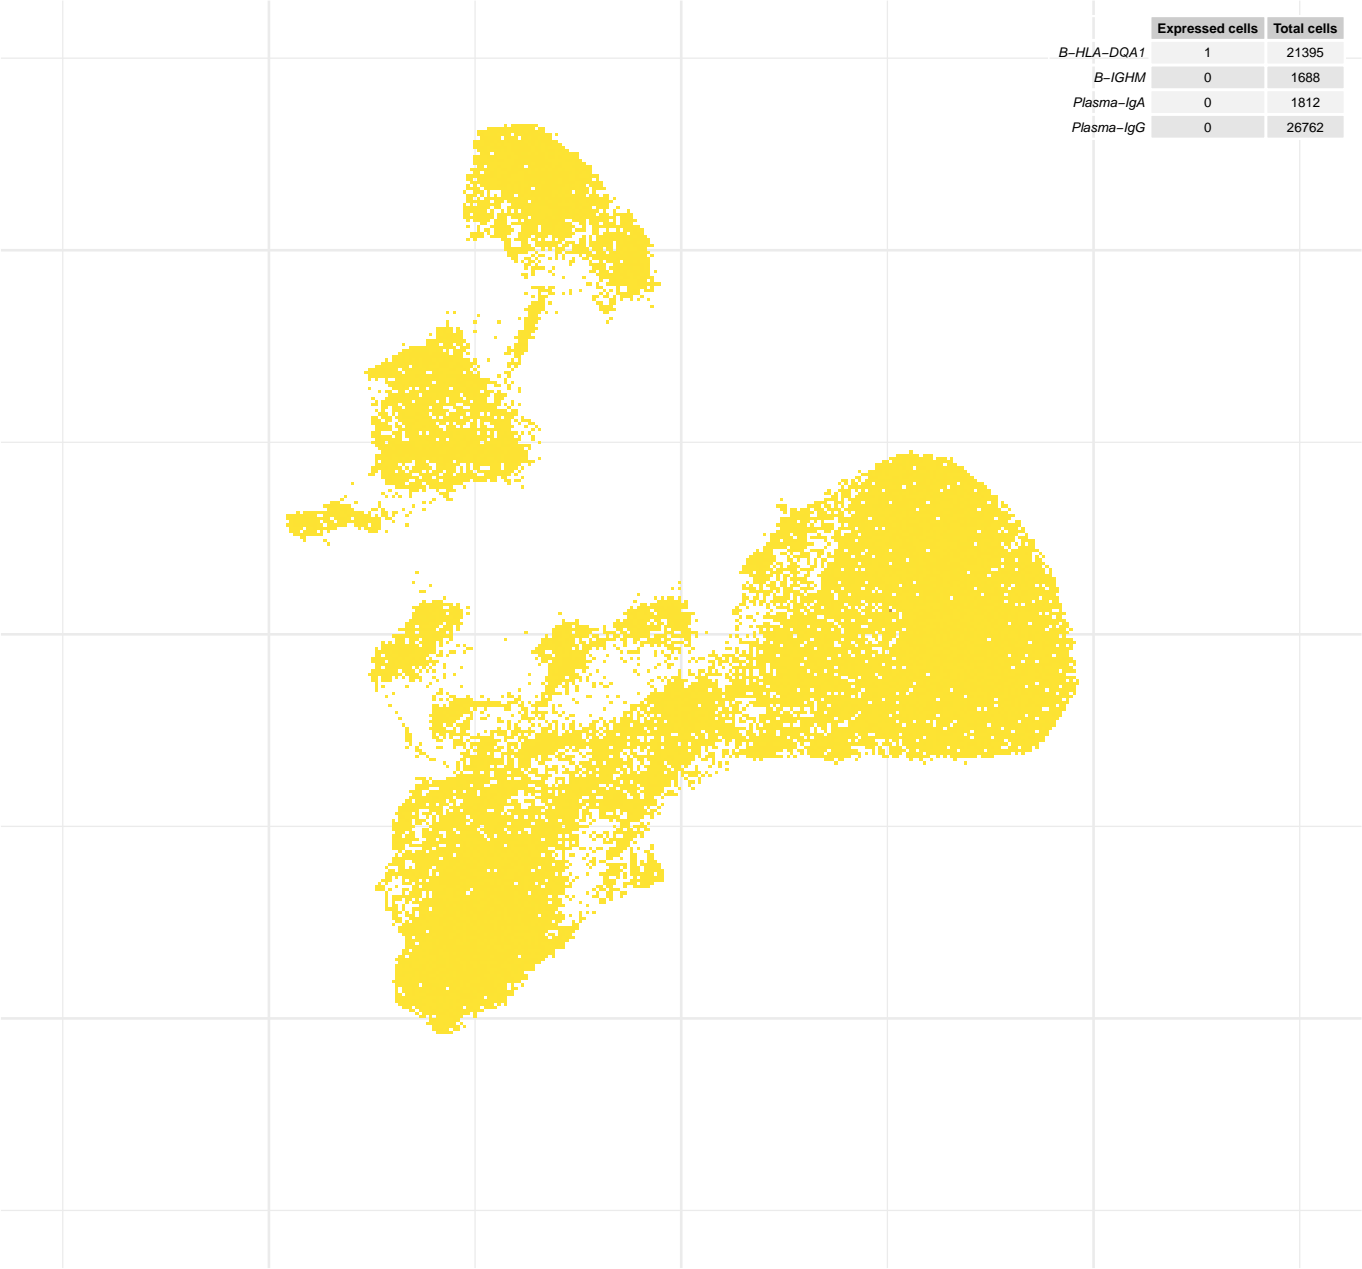 Expressed cells Total cells
B−HLA−DQA1 1 21395
B−IGHM 0 1688
Plasma−IgA 0 1812
Plasma−IgG 0 26762